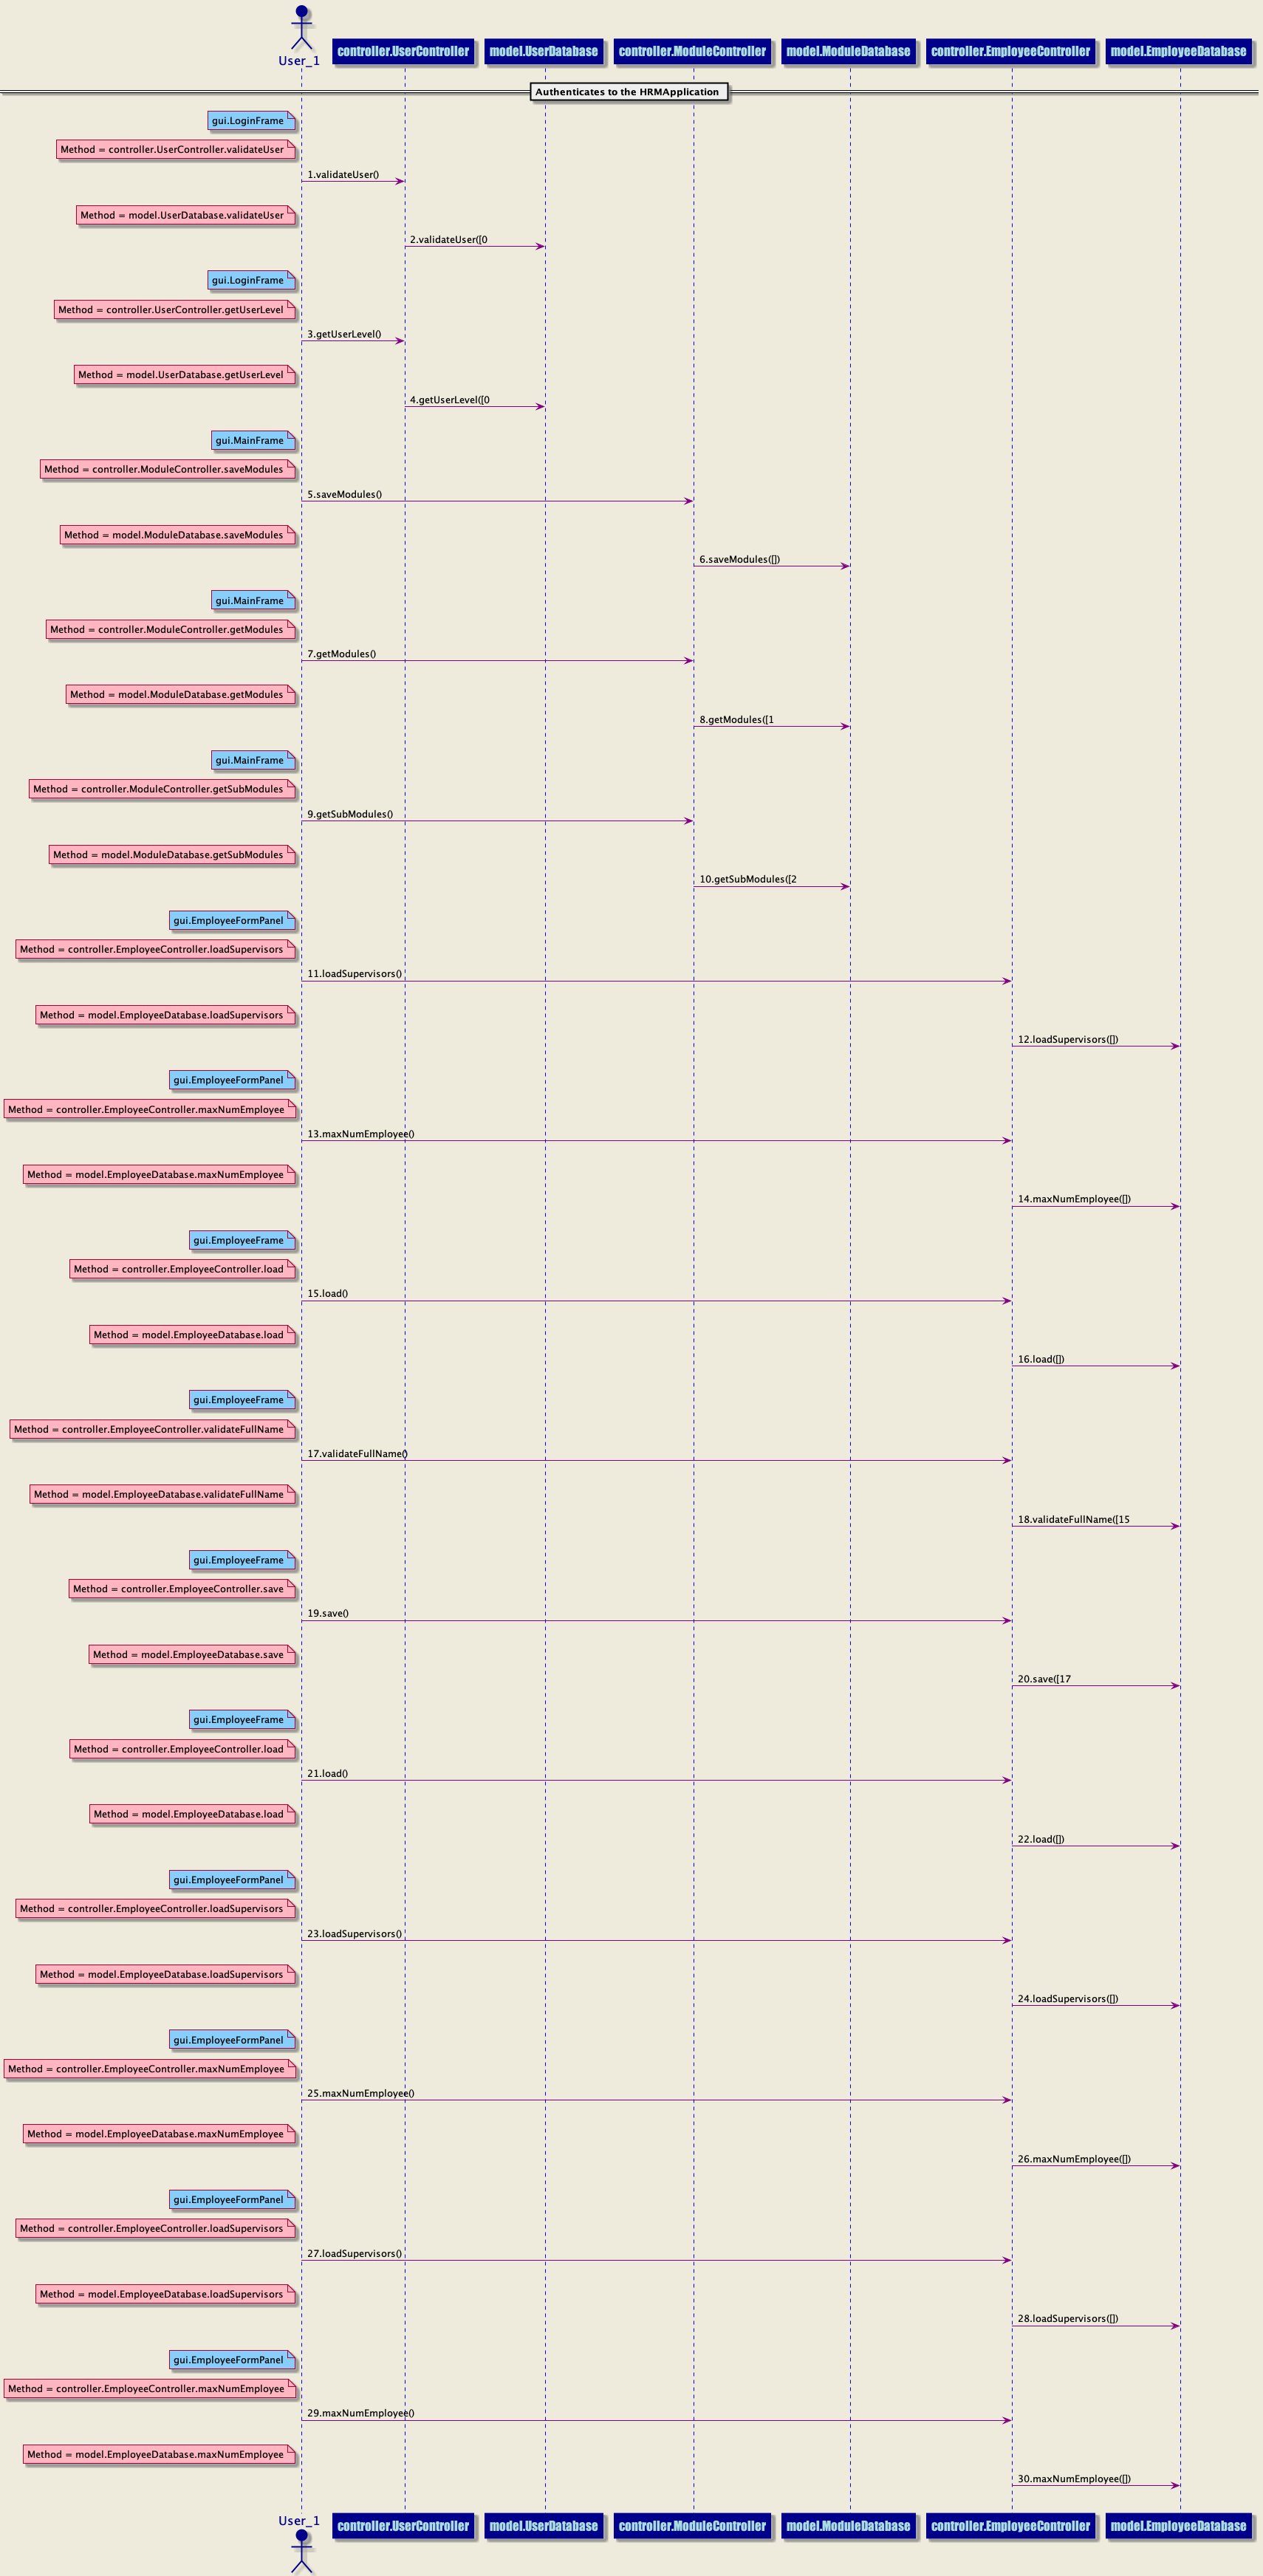 User_1
controller.UserController
model.UserDatabase
controller.ModuleController
model.ModuleDatabase
controller.EmployeeController
model.EmployeeDatabase
Authenticates to the HRMApplication
gui.LoginFrame
Method = controller.UserController.validateUser
1.validateUser()
Method = model.UserDatabase.validateUser
2.validateUser([0
gui.LoginFrame
Method = controller.UserController.getUserLevel
3.getUserLevel()
Method = model.UserDatabase.getUserLevel
4.getUserLevel([0
gui.MainFrame
Method = controller.ModuleController.saveModules
5.saveModules()
Method = model.ModuleDatabase.saveModules
6.saveModules([])
gui.MainFrame
Method = controller.ModuleController.getModules
7.getModules()
Method = model.ModuleDatabase.getModules
8.getModules([1
gui.MainFrame
Method = controller.ModuleController.getSubModules
9.getSubModules()
Method = model.ModuleDatabase.getSubModules
10.getSubModules([2
gui.EmployeeFormPanel
Method = controller.EmployeeController.loadSupervisors
11.loadSupervisors()
Method = model.EmployeeDatabase.loadSupervisors
12.loadSupervisors([])
gui.EmployeeFormPanel
Method = controller.EmployeeController.maxNumEmployee
13.maxNumEmployee()
Method = model.EmployeeDatabase.maxNumEmployee
14.maxNumEmployee([])
gui.EmployeeFrame
Method = controller.EmployeeController.load
15.load()
Method = model.EmployeeDatabase.load
16.load([])
gui.EmployeeFrame
Method = controller.EmployeeController.validateFullName
17.validateFullName()
Method = model.EmployeeDatabase.validateFullName
18.validateFullName([15
gui.EmployeeFrame
Method = controller.EmployeeController.save
19.save()
Method = model.EmployeeDatabase.save
20.save([17
gui.EmployeeFrame
Method = controller.EmployeeController.load
21.load()
Method = model.EmployeeDatabase.load
22.load([])
gui.EmployeeFormPanel
Method = controller.EmployeeController.loadSupervisors
23.loadSupervisors()
Method = model.EmployeeDatabase.loadSupervisors
24.loadSupervisors([])
gui.EmployeeFormPanel
Method = controller.EmployeeController.maxNumEmployee
25.maxNumEmployee()
Method = model.EmployeeDatabase.maxNumEmployee
26.maxNumEmployee([])
gui.EmployeeFormPanel
Method = controller.EmployeeController.loadSupervisors
27.loadSupervisors()
Method = model.EmployeeDatabase.loadSupervisors
28.loadSupervisors([])
gui.EmployeeFormPanel
Method = controller.EmployeeController.maxNumEmployee
29.maxNumEmployee()
Method = model.EmployeeDatabase.maxNumEmployee
30.maxNumEmployee([])
User_1
controller.UserController
model.UserDatabase
controller.ModuleController
model.ModuleDatabase
controller.EmployeeController
model.EmployeeDatabase